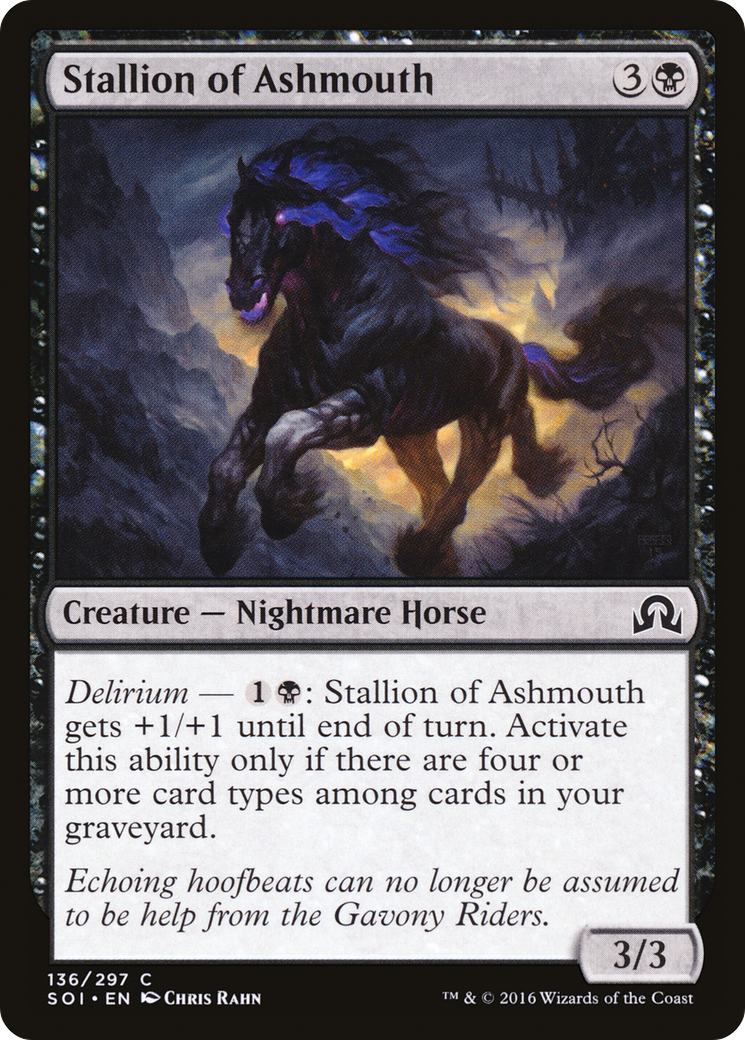 Stallion of Ashmouth 3
Creature — Nightmare Horse
Delirium — 1 : Stallion of Ashmouth
gets +1/+1 until end of turn. Activate
this ability only if there are four or
more card types among cards in your
graveyard.
Echoing hoofbeats can no longer be assumed
to be help from the Gavony Riders.
3/3
136/297 C
SOI • EN Chris Rahn
™ & © 2016 Wizards of the Coast